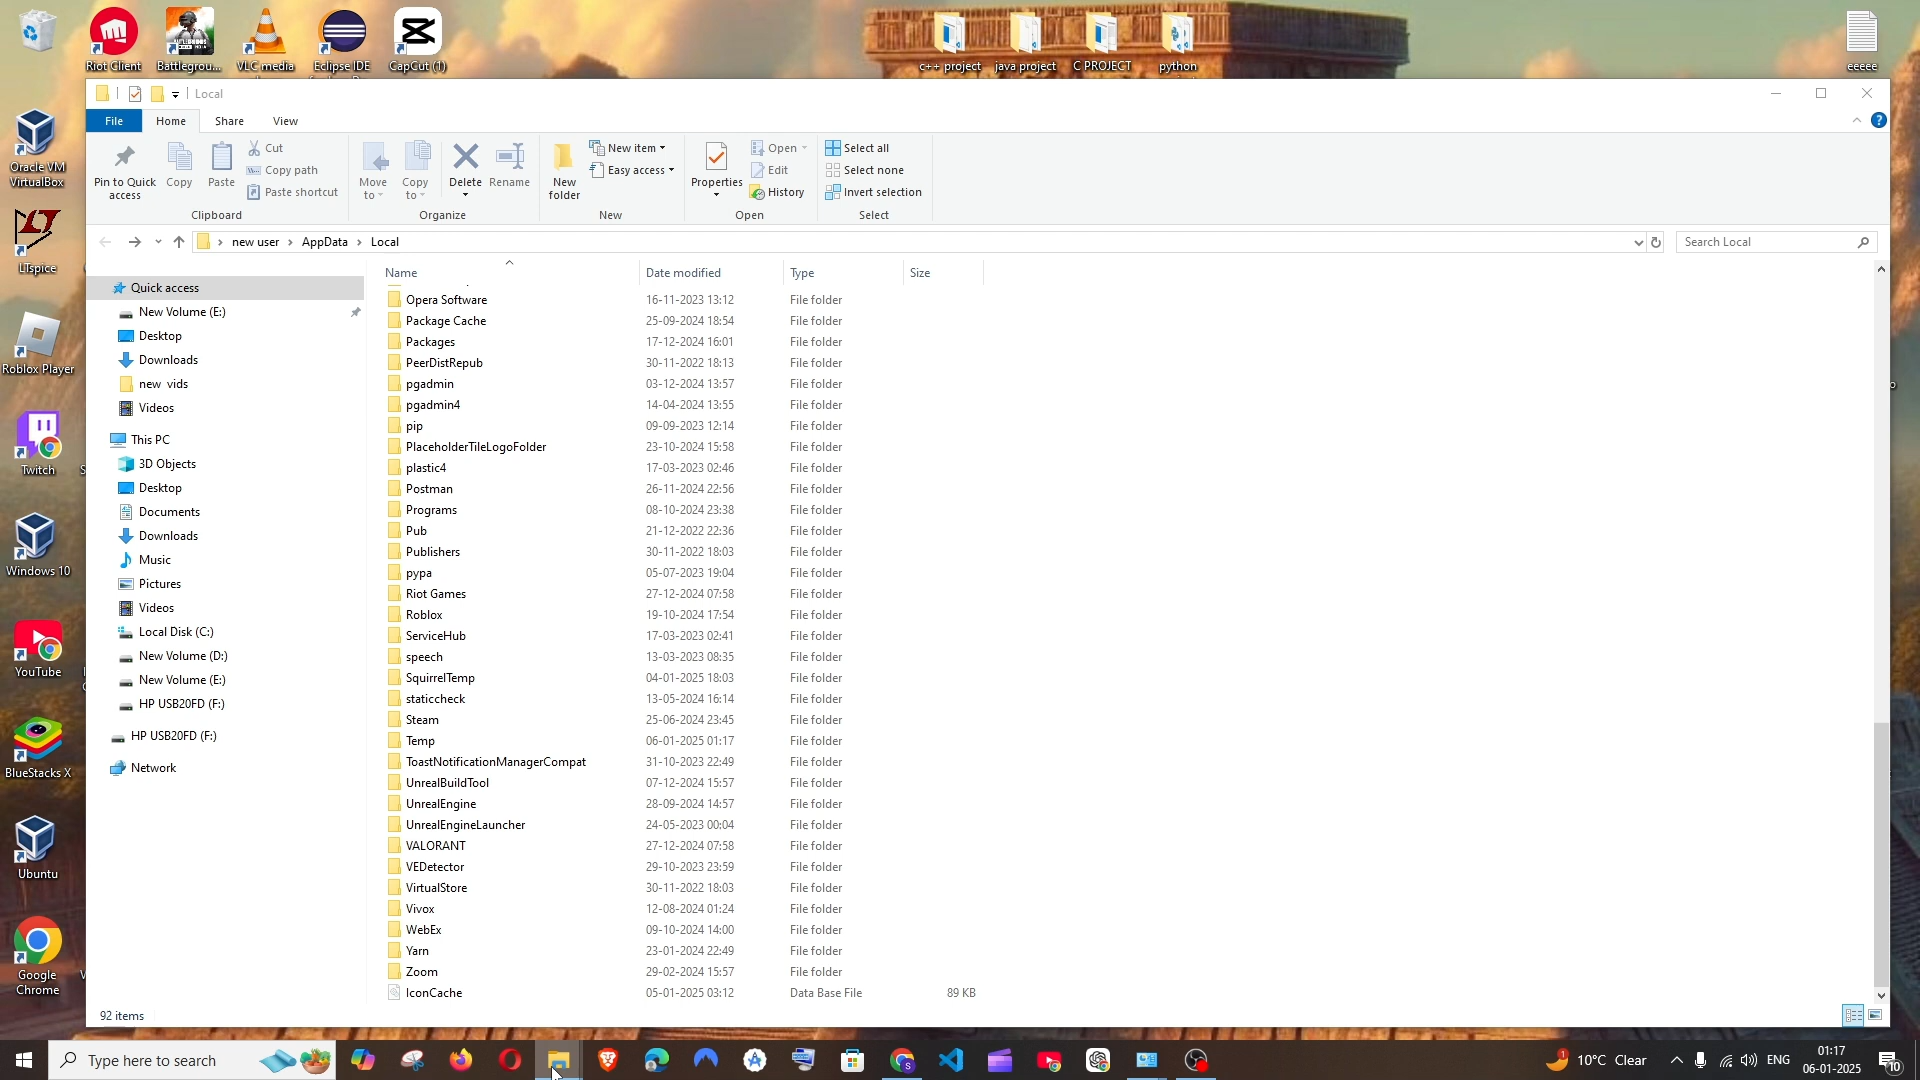 Riot Client
Battlegrou...
VLC media
Eclipse IDE
CapCut (1)
c++ project
java project
C PROJECT
python
eeeee
Local
File
Home
Share
View
Pin to Quick access
Copy
Paste
Cut
Copy path
Paste shortcut
Move to
Copy to
Delete
Rename
New folder
New item
Easy access
Properties
Open
Edit
History
Select all
Select none
Invert selection
Clipboard
Organize
New
Open
Select
new user > AppData > Local
Search Local
Name Date modified Type Size
Opera Software 16-11-2023 13:12 File folder
Package Cache 25-09-2024 18:54 File folder
Packages 17-12-2024 16:01 File folder
PeerDistRepub 30-11-2022 18:13 File folder
pgadmin 03-12-2024 13:57 File folder
pgadmin4 14-04-2024 13:55 File folder
pip 09-09-2023 12:14 File folder
PlaceholderTileLogoFolder 23-10-2024 15:58 File folder
plastic4 17-03-2023 02:46 File folder
Postman 26-11-2024 22:56 File folder
Programs 08-10-2024 23:38 File folder
Pub 21-12-2022 22:36 File folder
Publishers 30-11-2022 18:03 File folder
pypa 05-07-2023 19:04 File folder
Riot Games 27-12-2024 07:58 File folder
Roblox 19-10-2024 17:54 File folder
ServiceHub 17-03-2023 02:41 File folder
speech 13-03-2023 08:35 File folder
SquirrelTemp 04-01-2025 18:03 File folder
staticcheck 13-05-2024 16:14 File folder
Steam 25-06-2024 23:45 File folder
Temp 06-01-2025 01:17 File folder
ToastNotificationManagerCompat 31-10-2023 22:49 File folder
UnrealBuildTool 07-12-2024 15:57 File folder
UnrealEngine 28-09-2024 14:57 File folder
UnrealEngineLauncher 24-05-2023 00:04 File folder
VALORANT 27-12-2024 07:58 File folder
VEDetector 29-10-2023 23:59 File folder
VirtualStore 30-11-2022 18:03 File folder
Vivox 12-08-2024 01:24 File folder
WebEx 09-10-2024 14:00 File folder
Yarn 23-01-2024 22:49 File folder
Zoom 29-02-2024 15:57 File folder
IconCache 05-01-2025 03:12 Data Base File 89 KB
Quick access
New Volume (E:)
Desktop
Downloads
new vids
Videos
This PC
3D Objects
Desktop
Documents
Downloads
Music
Pictures
Videos
Local Disk (C:)
New Volume (D:)
New Volume (E:)
HP USB20FD (F:)
HP USB20FD (F:)
Network
92 items
Oracle VM
VirtualBox
LTspice
Roblox Player
Twitch
Windows 10
YouTube
BlueStacks X
Ubuntu
Google
Chrome
Type here to search
10°C Clear
ENG
01:17
06-01-2025
10